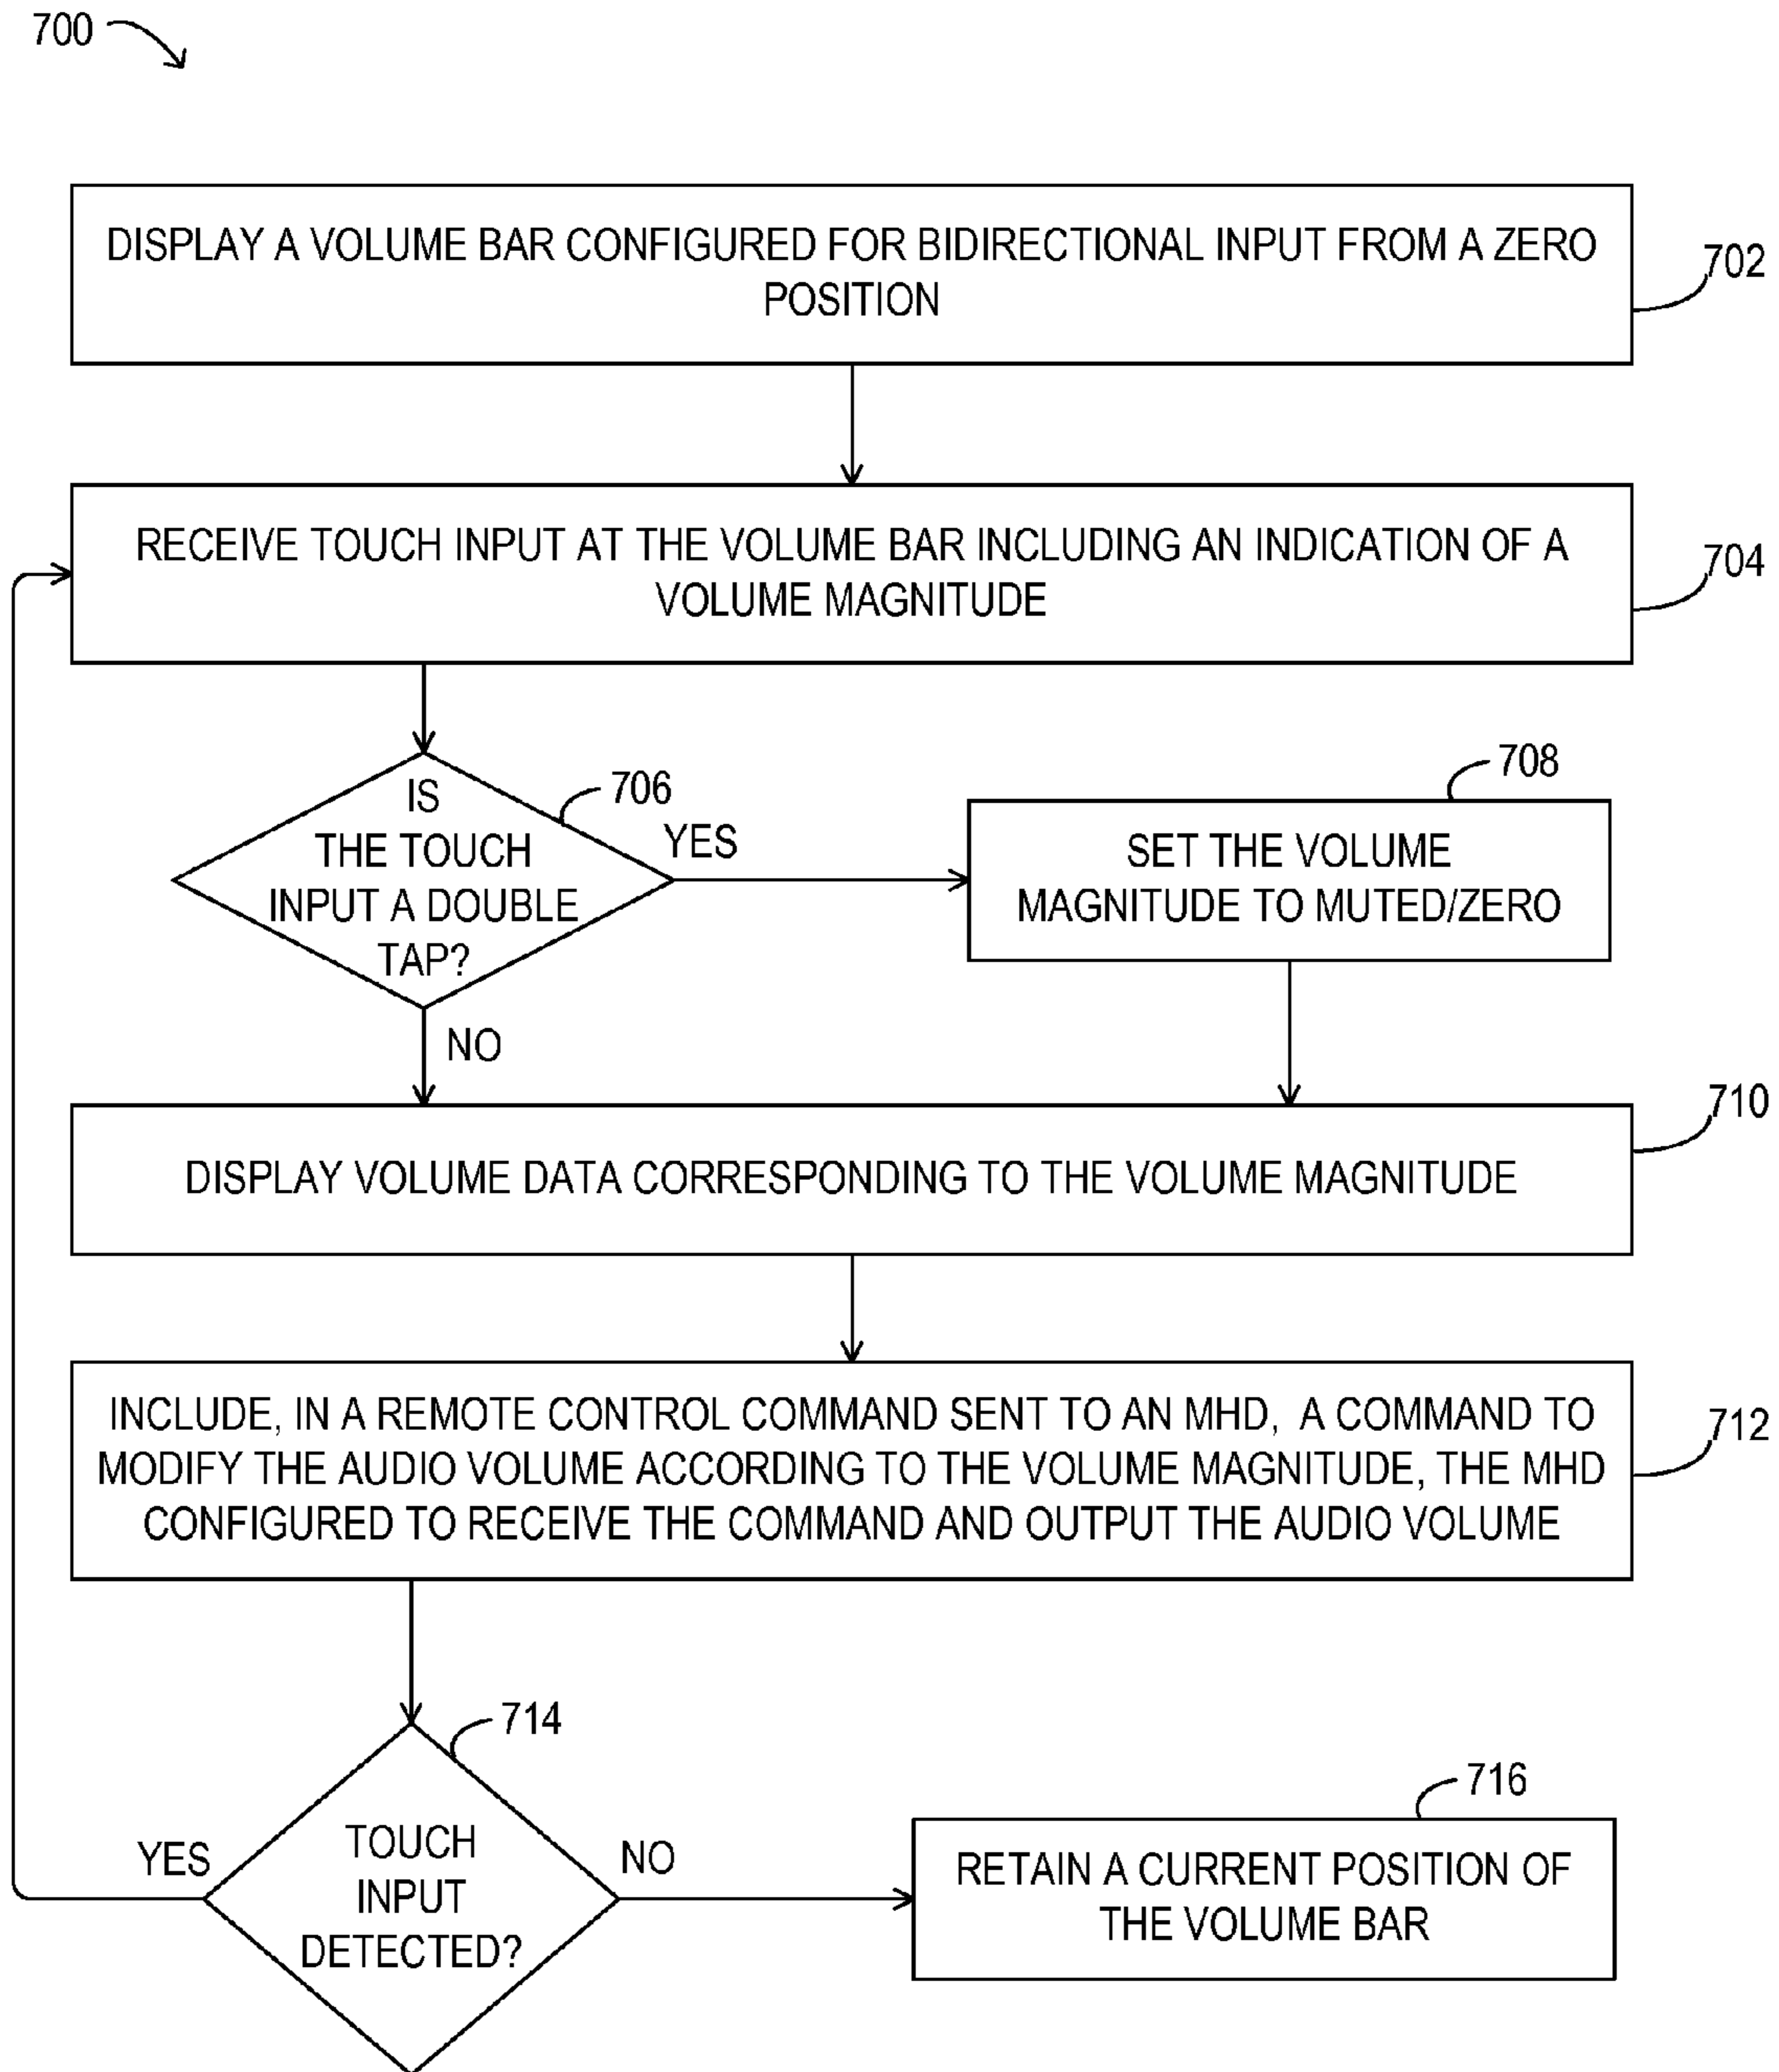 700
DISPLAY A VOLUME BAR CONFIGURED FOR BIDIRECTIONAL INPUT FROM A ZERO
POSITION
702
RECEIVE TOUCH INPUT AT THE VOLUME BAR INCLUDING AN INDICATION OF A
VOLUME MAGNITUDE
704
IS
THE TOUCH
INPUT A DOUBLE
TAP?
706
YES
NO
708
SET THE VOLUME
MAGNITUDE TO MUTED/ZERO
710
DISPLAY VOLUME DATA CORRESPONDING TO THE VOLUME MAGNITUDE
INCLUDE, IN A REMOTE CONTROL COMMAND SENT TO AN MHD, A COMMAND TO
MODIFY THE AUDIO VOLUME ACCORDING TO THE VOLUME MAGNITUDE, THE MHD
CONFIGURED TO RECEIVE THE COMMAND AND OUTPUT THE AUDIO VOLUME
712
714
TOUCH
INPUT
DETECTED?
YES
NO
716
RETAIN A CURRENT POSITION OF
THE VOLUME BAR